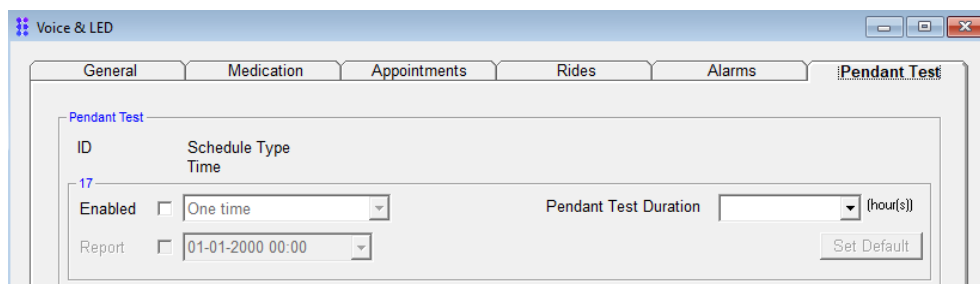 Voice & LED
General Medication Appointments Rides Alarms Pendant Test
Pendant Test
ID Schedule Type
Time
17
Enabled One time Pendant Test Duration (hour(s))
Report 01-01-2000 00:00 Set Default